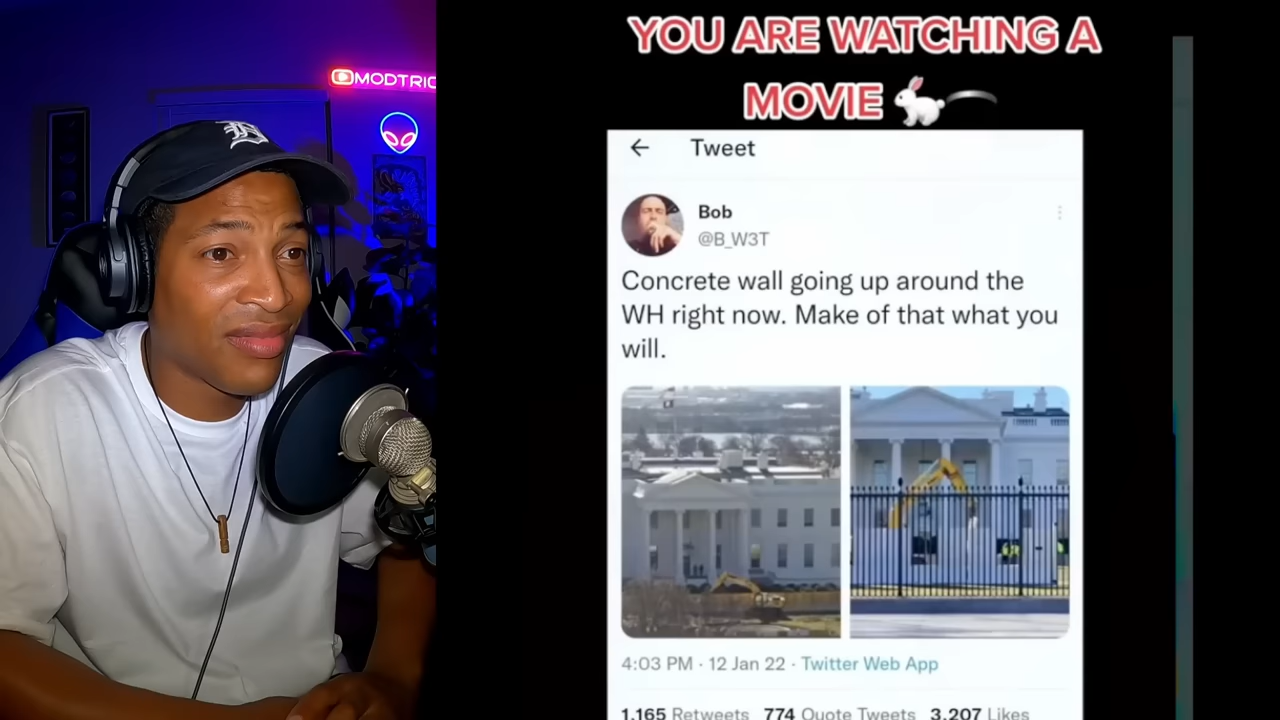 MODTRIC
YOU ARE WATCHING A
MOVIE
Tweet
Bob
@B_W3T
Concrete wall going up around the
WH right now. Make of that what you
will.
4:03 PM · 12 Jan 22 · Twitter Web App
1,165 Retweets 774 Quote Tweets 3,207 Likes